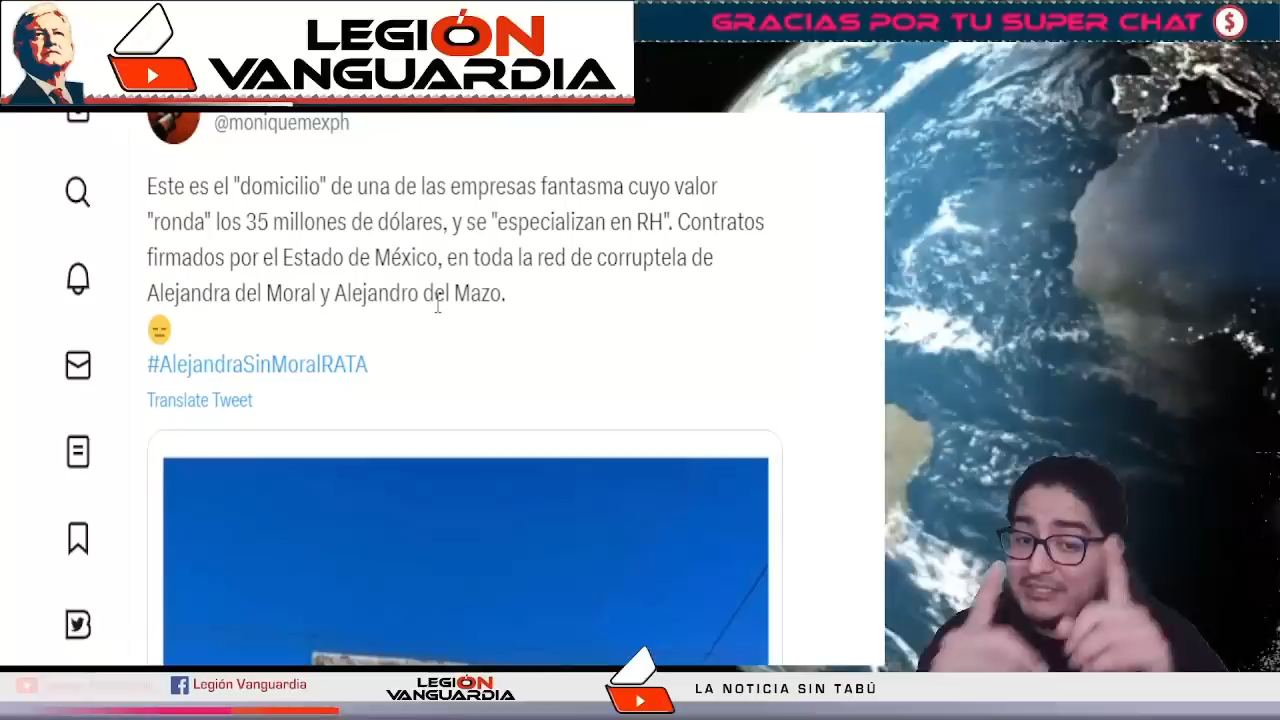 LEGIÓN
VANGUARDIA
GRACIAS POR TU SUPER CHAT
$
@moniquemexph
Este es el "domicilio" de una de las empresas fantasma cuyo valor
"ronda" los 35 millones de dólares, y se "especializan en RH". Contratos
firmados por el Estado de México, en toda la red de corruptela de
Alejandra del Moral y Alejandro del Mazo.
#AlejandraSinMoralRATA
Translate Tweet
Legión Vanguardia
LEGIÓN
VANGUARDIA
LA NOTICIA SIN TABÚ